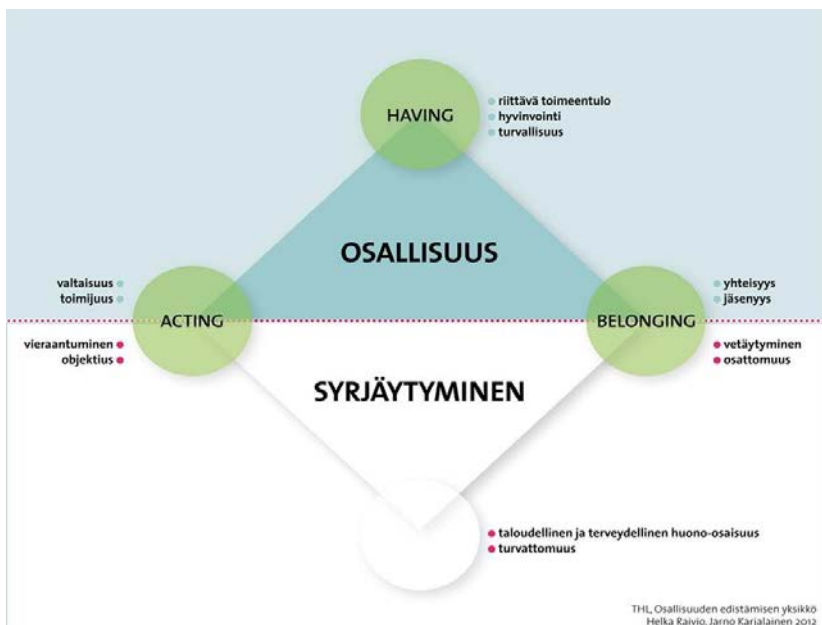 HAVING
riittävä toimeentulo
hyvinvointi
turvallisuus
OSALLISUUS
valtaisuus
toimijuus
yhteisyys
jäsenyys
ACTING
BELONGING
vieraantuminen
objektius
vetäytyminen
osattomuus
SYRJÄYTYMINEN
taloudellinen ja terveydellinen huono-osaisuus
turvattomuus
THL, Osallisuuden edistämisen yksikkö
Helka Raivio, Jarno Karjalainen 2012